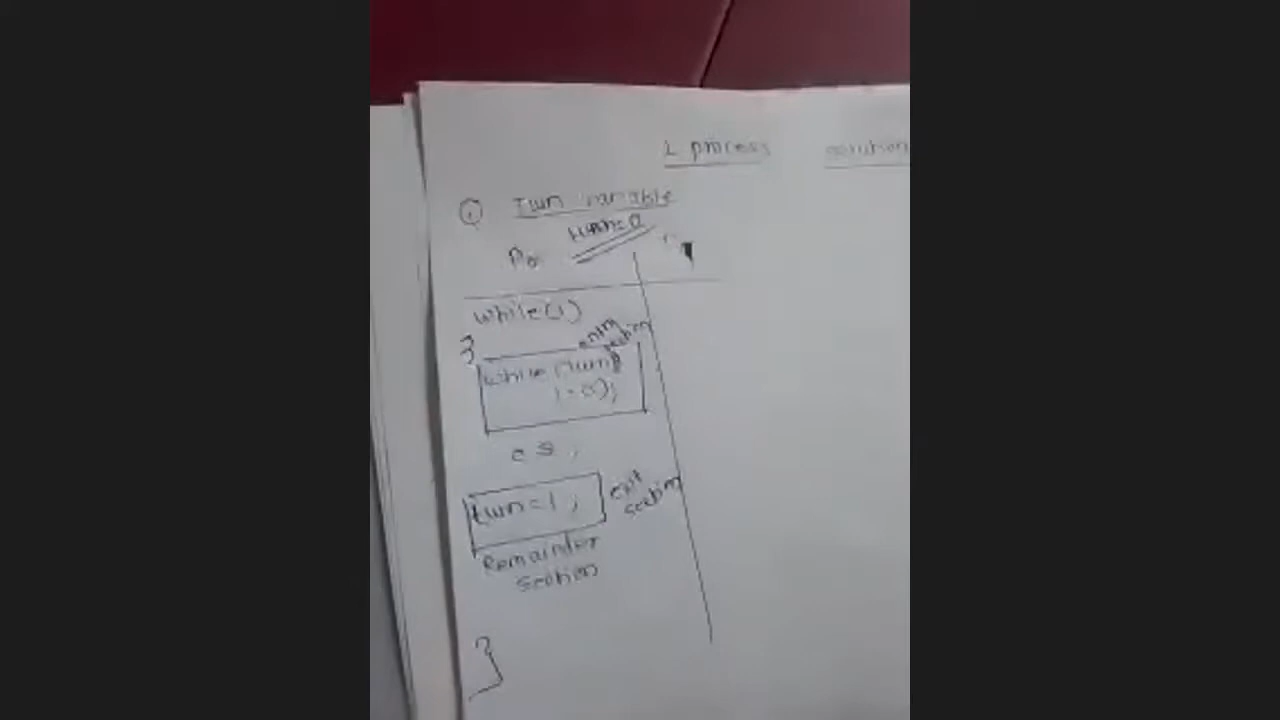 2 process solution
① Turn variable
turn=0
P0
while(1)
{
entry section
while(turn
!=0);
CS;
turn=1;
exit section
Remainder
section
}